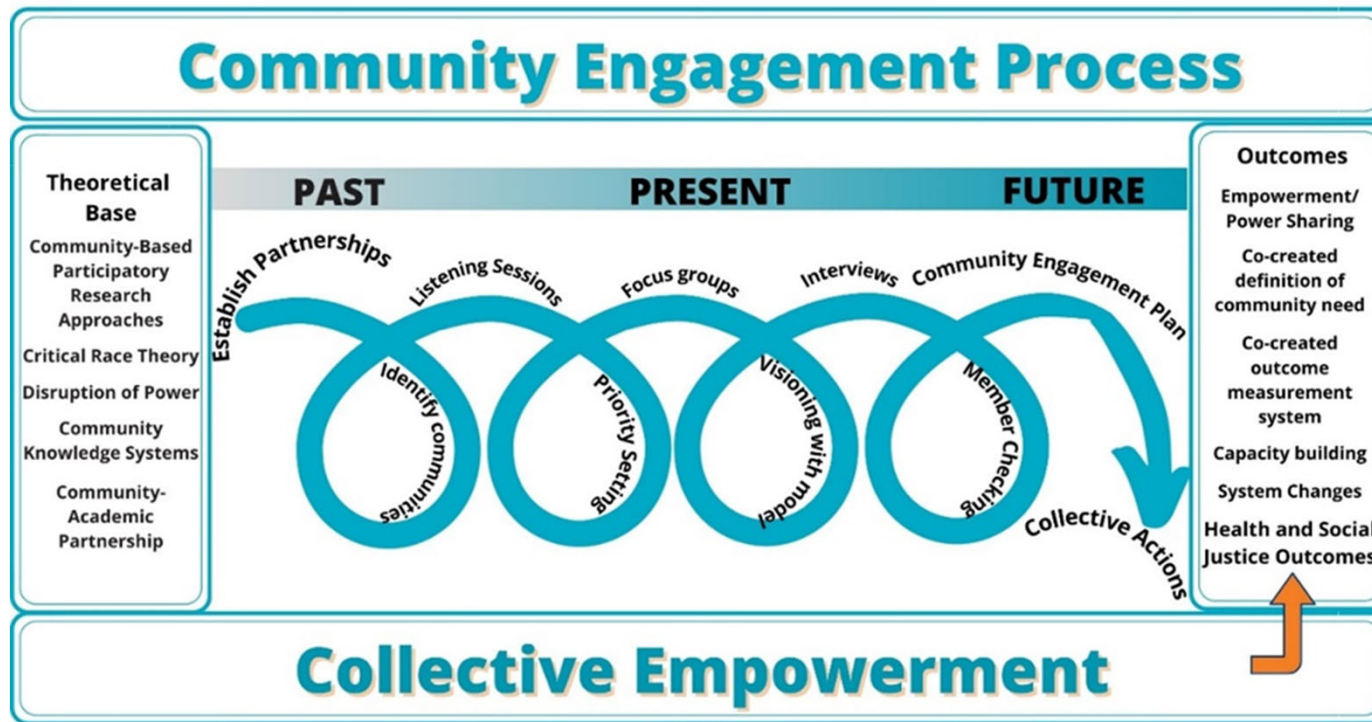 Community Engagement Process
Theoretical
Base
Community-Based
Participatory
Research
Approaches
Critical Race Theory
Disruption of Power
Community
Knowledge Systems
Community-
Academic
Partnership
PAST
PRESENT
FUTURE
Establish Partnerships
Identify communities
Listening Sessions
Priority Setting
Focus groups
Visioning with model
Interviews
Member Checking
Community Engagement Plan
Collective Actions
Outcomes
Empowerment/
Power Sharing
Co-created
definition of
community need
Co-created
outcome
measurement
system
Capacity building
System Changes
Health and Social
Justice Outcomes
Collective Empowerment